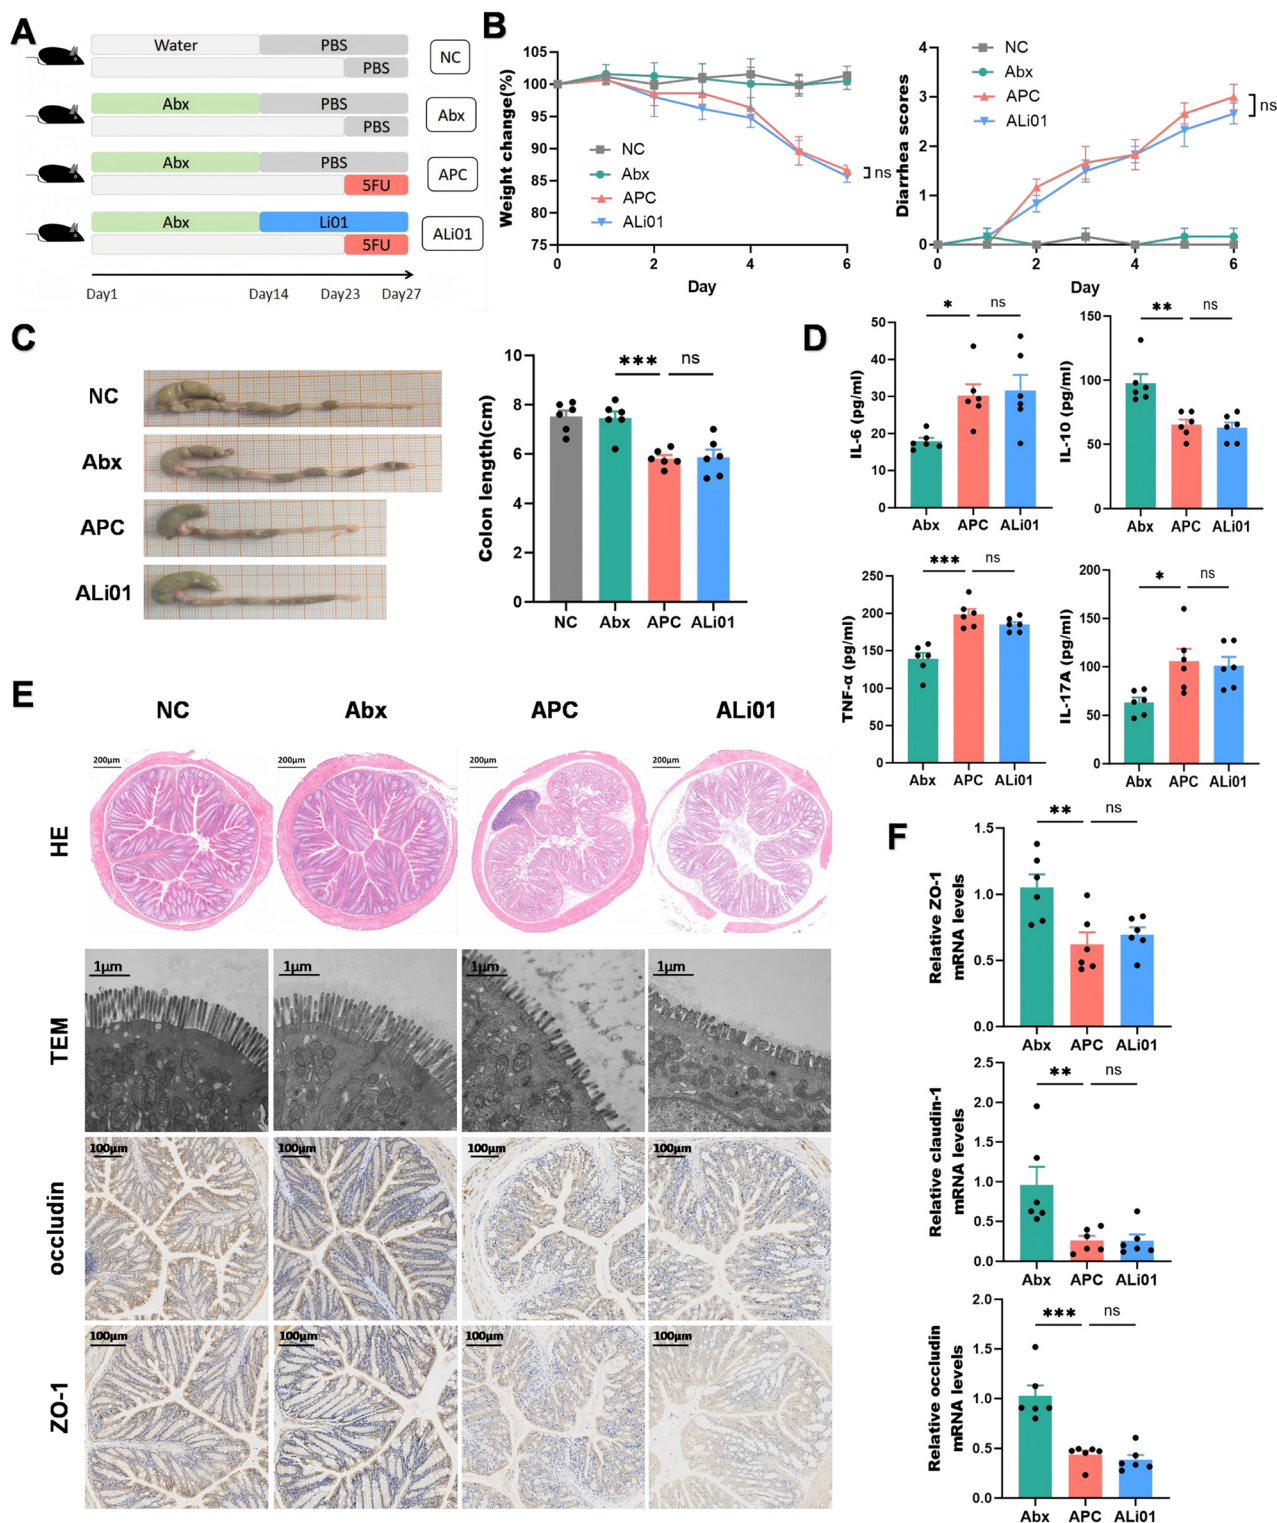 A
Water
PBS
PBS
NC
Abx
PBS
PBS
Abx
Abx
PBS
5FU
APC
Abx
Li01
5FU
ALi01
Day1
Day14
Day23
Day27
B
Weight change(%)
105
100
95
90
85
80
75
NC
Abx
APC
ALi01
ns
0
2
4
6
Day
Diarrhea scores
4
3
2
1
0
NC
Abx
APC
ALi01
ns
0
2
4
6
Day
C
NC
Abx
APC
ALi01
Colon length(cm)
10
8
6
4
2
0
***
ns
NC
Abx
APC
ALi01
D
IL-6 (pg/ml)
50
40
30
20
10
0
*
ns
Abx
APC
ALi01
IL-10 (pg/ml)
150
100
50
0
**
ns
Abx
APC
ALi01
TNF-α (pg/ml)
250
200
150
100
50
0
***
ns
Abx
APC
ALi01
IL-17A (pg/ml)
200
150
100
50
0
*
ns
Abx
APC
ALi01
E
NC
Abx
APC
ALi01
HE
200μm
200μm
200μm
200μm
TEM
1μm
1μm
1μm
1μm
occludin
100μm
100μm
100μm
100μm
ZO-1
100μm
100μm
100μm
100μm
F
Relative ZO-1
mRNA levels
1.5
1.0
0.5
0.0
**
ns
Abx
APC
ALi01
Relative claudin-1
mRNA levels
2.5
2.0
1.5
1.0
0.5
0.0
**
ns
Abx
APC
ALi01
Relative occludin
mRNA levels
2.0
1.5
1.0
0.5
0.0
***
ns
Abx
APC
ALi01